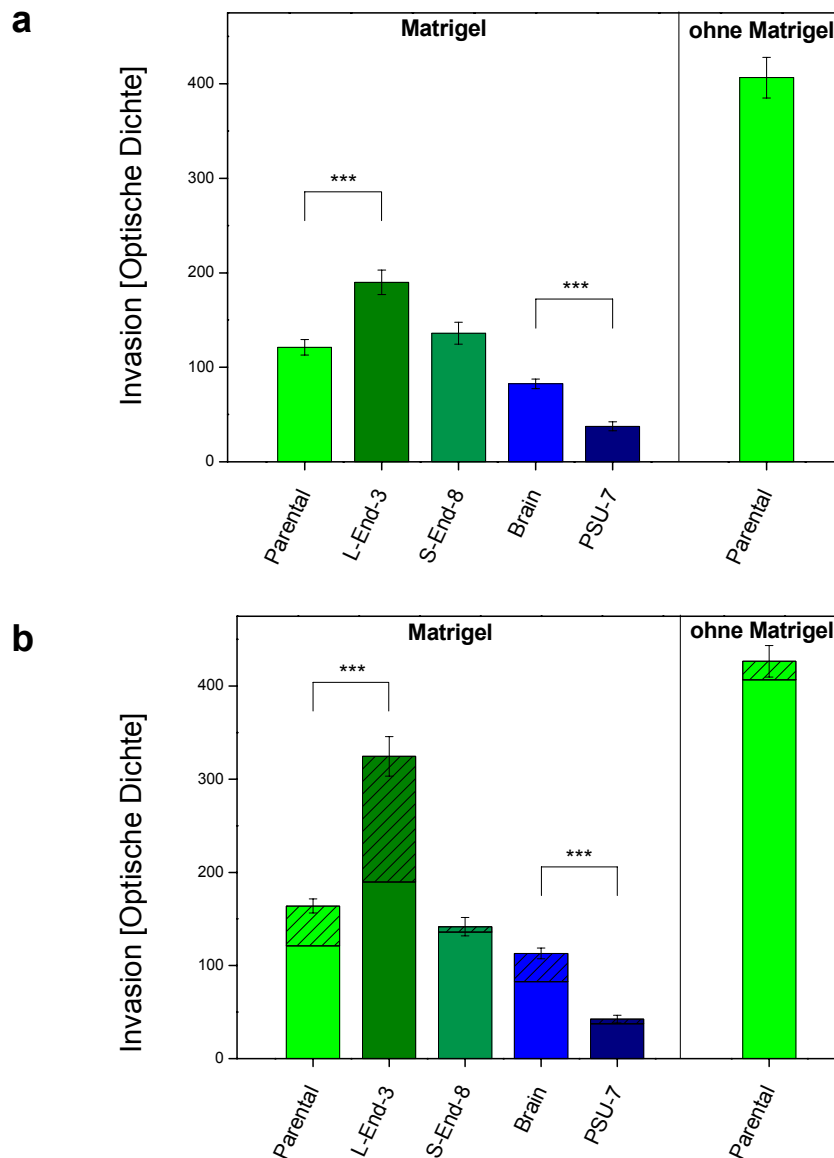 a
Matrigel
ohne Matrigel
Invasion [Optische Dichte]
400
300
200
100
0
***
***
Parental
L-End-3
S-End-8
Brain
PSU-7
Parental
b
Matrigel
ohne Matrigel
Invasion [Optische Dichte]
400
300
200
100
0
***
***
Parental
L-End-3
S-End-8
Brain
PSU-7
Parental